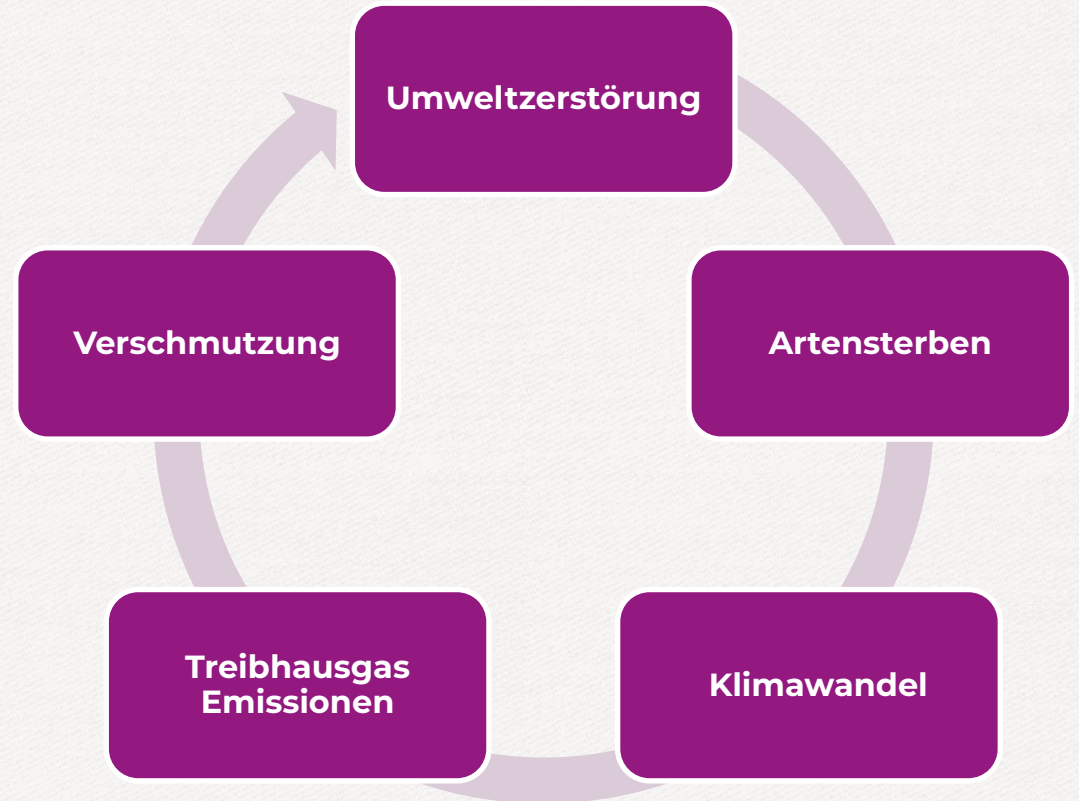 Umweltzerstörung
Artensterben
Klimawandel
Treibhausgas
Emissionen
Verschmutzung